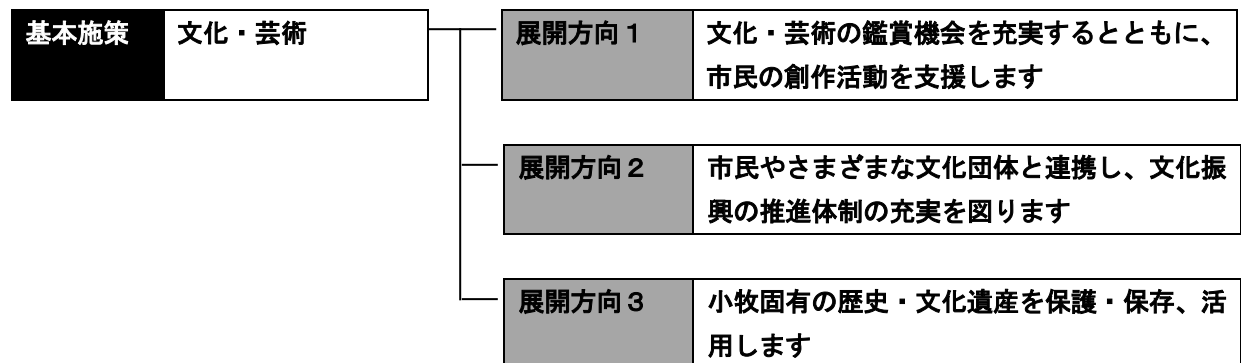 基本施策
文化・芸術
展開方向１
文化・芸術の鑑賞機会を充実するとともに、
市民の創作活動を支援します
展開方向２
市民やさまざまな文化団体と連携し、文化振
興の推進体制の充実を図ります
展開方向３
小牧固有の歴史・文化遺産を保護・保存、活
用します